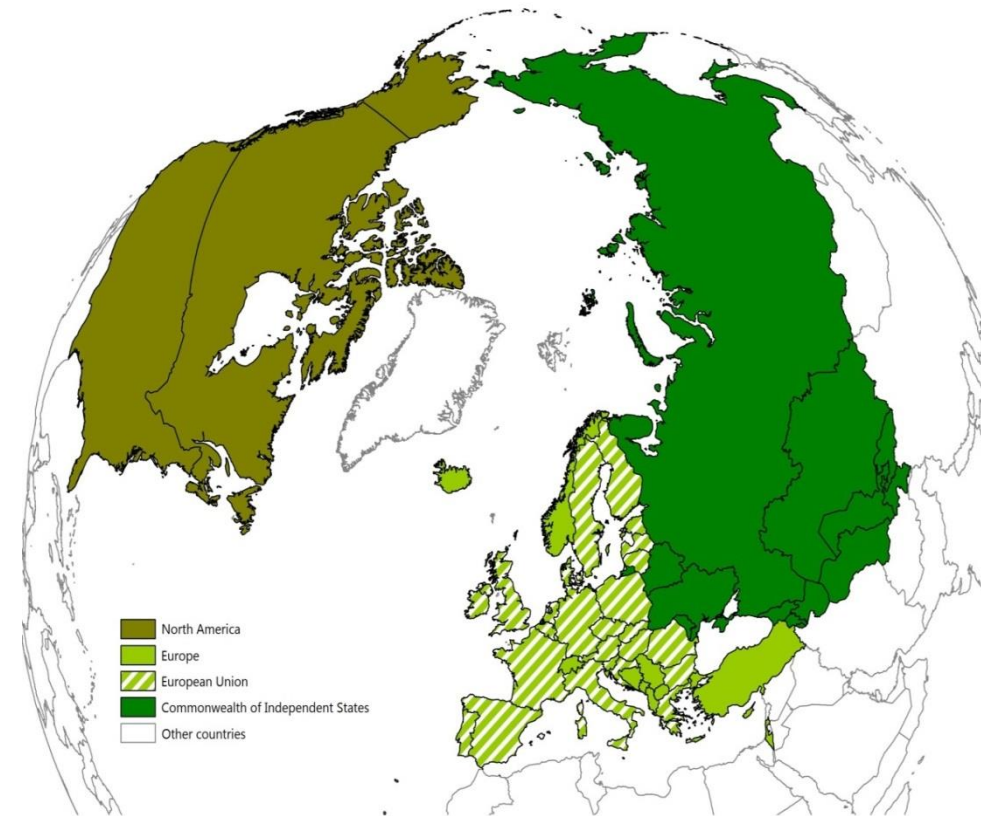 North America
Europe
European Union
Commonwealth of Independent States
Other countries